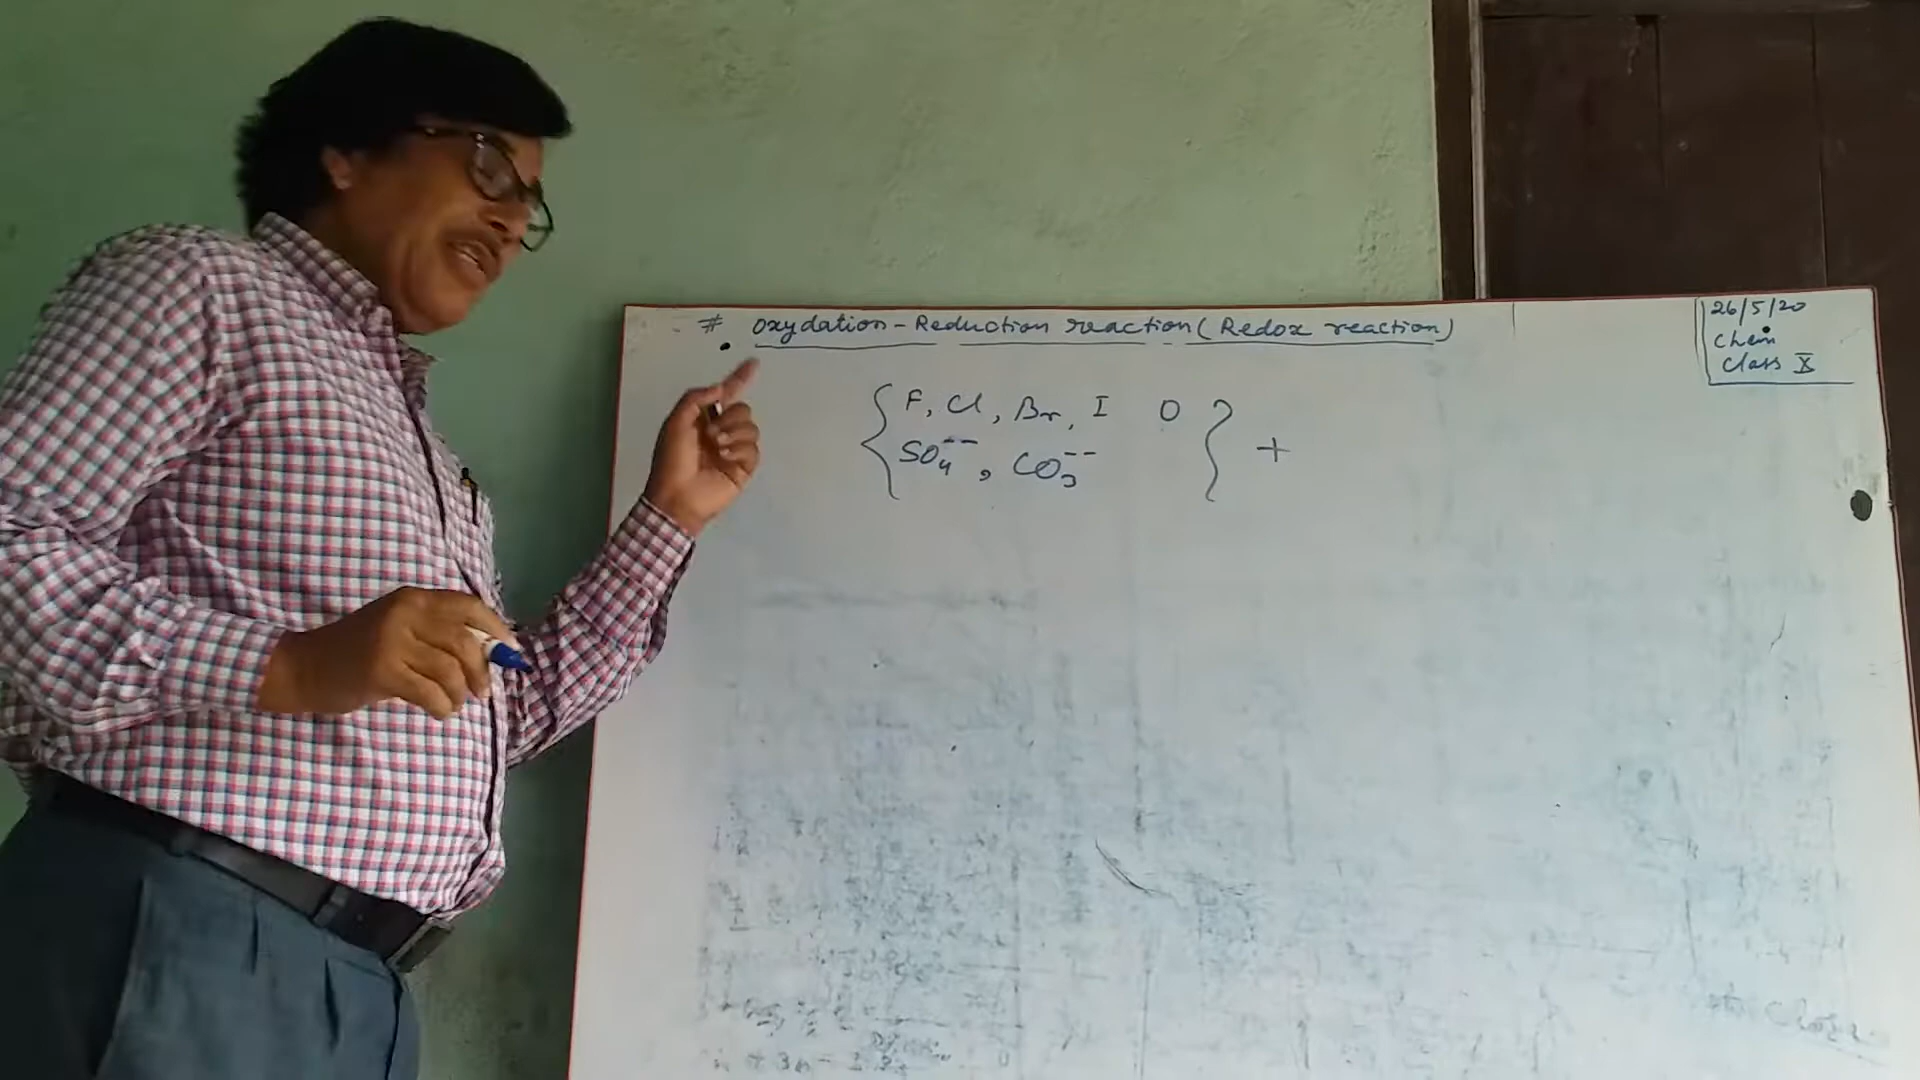 # Oxydation - Reduction reaction (Redox reaction)
26/5/20
Chem
Class X
{ F, Cl, Br, I O } +
SO₄⁻⁻, CO₃⁻⁻